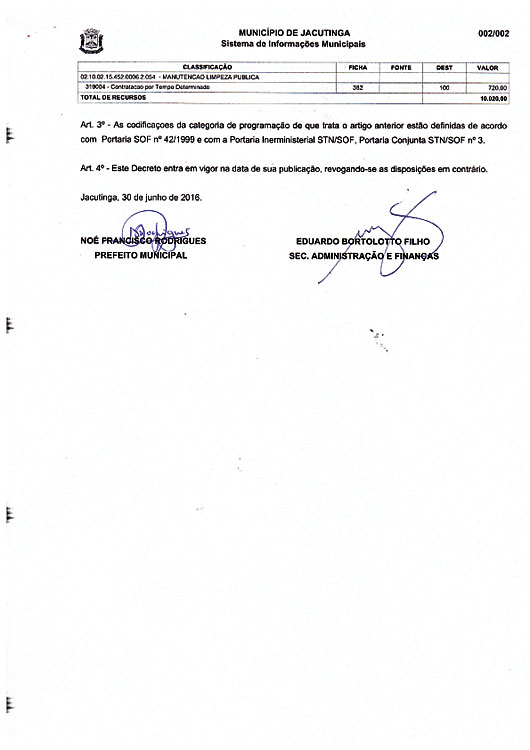 MUNICÍPIO DE JACUTINGA
002/002
Sistema de Informações Municipais
CLASSIFICAÇÃO FICHA FONTE DEST VALOR
02.10.02.15.452.0006.2.054 - MANUTENCAO LIMPEZA PUBLICA
319004 - Contratacao por Tempo Determinado 382 100 720,00
TOTAL DE RECURSOS 10.020,00
Art. 3º - As codificaçoes da categoria de programação de que trata o artigo anterior estão definidas de acordo
com Portaria SOF nº 42/1999 e com a Portaria Inerministerial STN/SOF, Portaria Conjunta STN/SOF nº 3.
Art. 4º - Este Decreto entra em vigor na data de sua publicação, revogando-se as disposições em contrário.
Jacutinga, 30 de junho de 2016.
NOÉ FRANCISCO RODRIGUES
PREFEITO MUNICIPAL
EDUARDO BORTOLOTTO FILHO
SEC. ADMINISTRAÇÃO E FINANÇAS